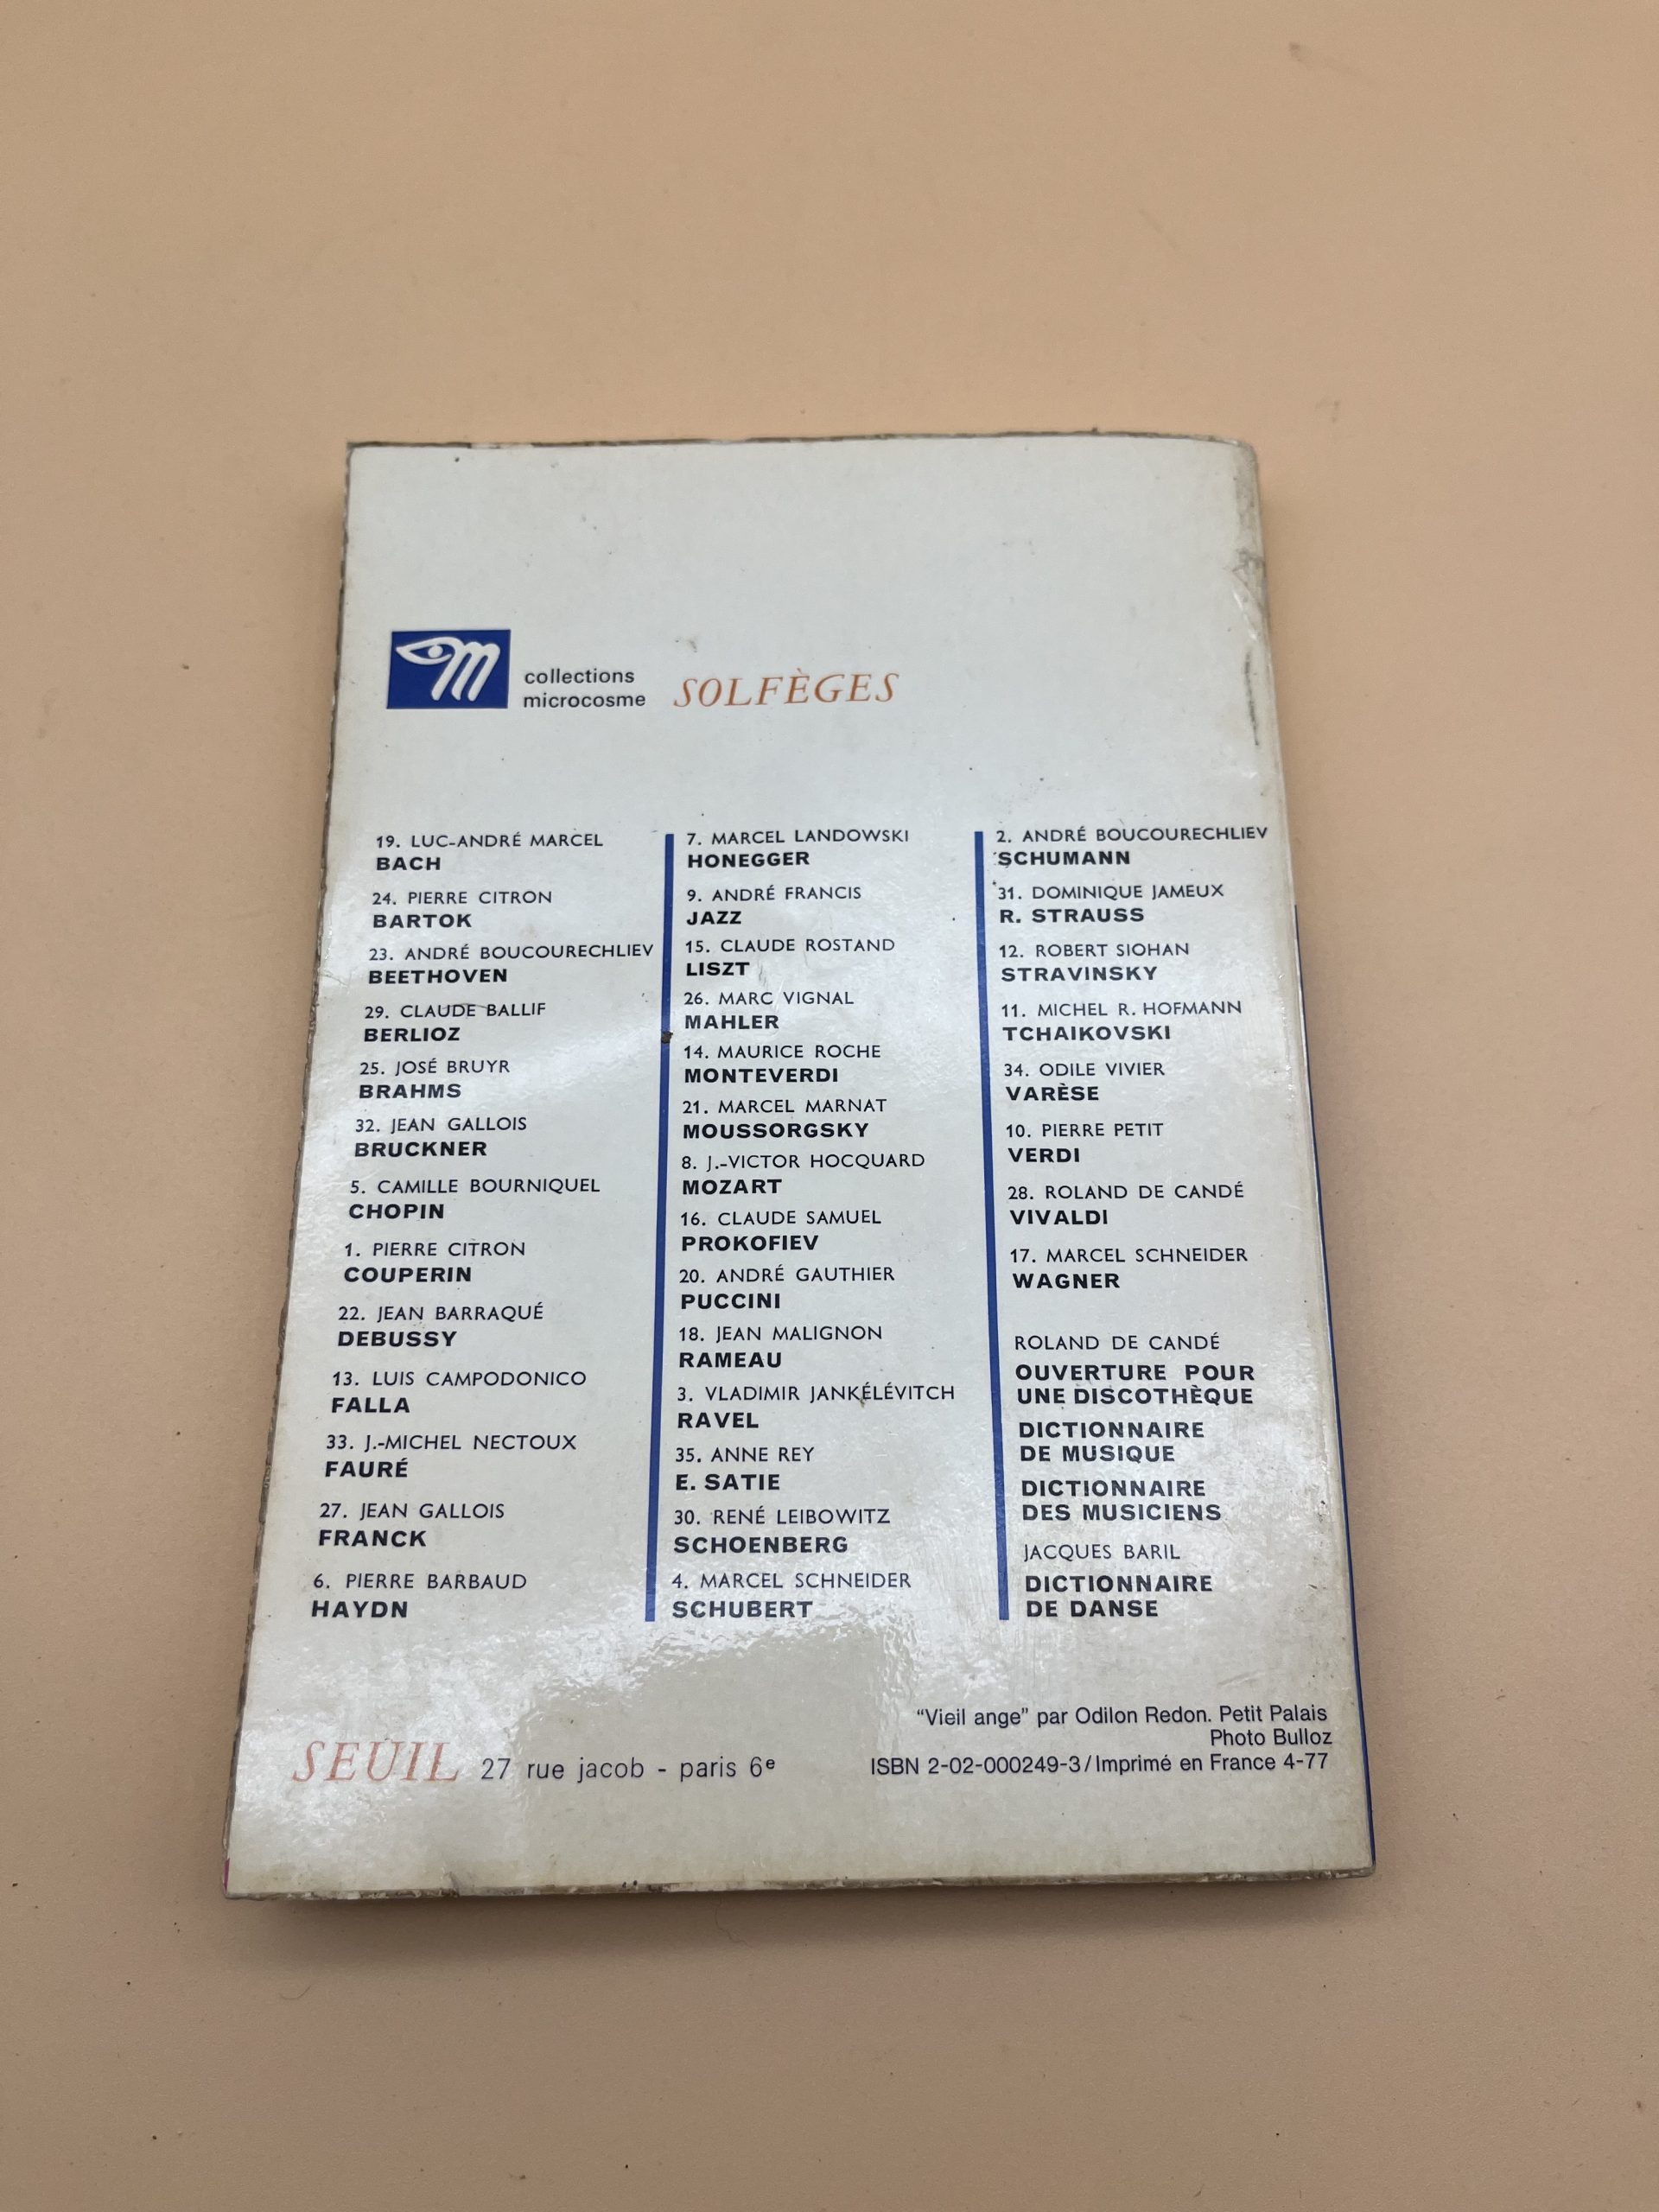 collections
microcosme
SOLFÈGES
19. LUC-ANDRÉ MARCEL
BACH
24. PIERRE CITRON
BARTOK
23. ANDRÉ BOUCOURECHLIEV
BEETHOVEN
29. CLAUDE BALLIF
BERLIOZ
25. JOSÉ BRUYR
BRAHMS
32. JEAN GALLOIS
BRUCKNER
5. CAMILLE BOURNIQUEL
CHOPIN
1. PIERRE CITRON
COUPERIN
22. JEAN BARRAQUÉ
DEBUSSY
13. LUIS CAMPODONICO
FALLA
33. J.-MICHEL NECTOUX
FAURÉ
27. JEAN GALLOIS
FRANCK
6. PIERRE BARBAUD
HAYDN
7. MARCEL LANDOWSKI
HONEGGER
9. ANDRÉ FRANCIS
JAZZ
15. CLAUDE ROSTAND
LISZT
26. MARC VIGNAL
MAHLER
14. MAURICE ROCHE
MONTEVERDI
21. MARCEL MARNAT
MOUSSORGSKY
8. J.-VICTOR HOCQUARD
MOZART
16. CLAUDE SAMUEL
PROKOFIEV
20. ANDRÉ GAUTHIER
PUCCINI
18. JEAN MALIGNON
RAMEAU
3. VLADIMIR JANKÉLÉVITCH
RAVEL
35. ANNE REY
E. SATIE
30. RENÉ LEIBOWITZ
SCHOENBERG
4. MARCEL SCHNEIDER
SCHUBERT
2. ANDRÉ BOUCOURECHLIEV
SCHUMANN
31. DOMINIQUE JAMEUX
R. STRAUSS
12. ROBERT SIOHAN
STRAVINSKY
11. MICHEL R. HOFMANN
TCHAIKOVSKI
34. ODILE VIVIER
VARÈSE
10. PIERRE PETIT
VERDI
28. ROLAND DE CANDÉ
VIVALDI
17. MARCEL SCHNEIDER
WAGNER
ROLAND DE CANDÉ
OUVERTURE POUR
UNE DISCOTHÈQUE
DICTIONNAIRE
DE MUSIQUE
DICTIONNAIRE
DES MUSICIENS
JACQUES BARIL
DICTIONNAIRE
DE DANSE
"Vieil ange" par Odilon Redon. Petit Palais
Photo Bulloz
ISBN 2-02-000249-3/Imprimé en France 4-77
SEUIL 27 rue jacob - paris 6e